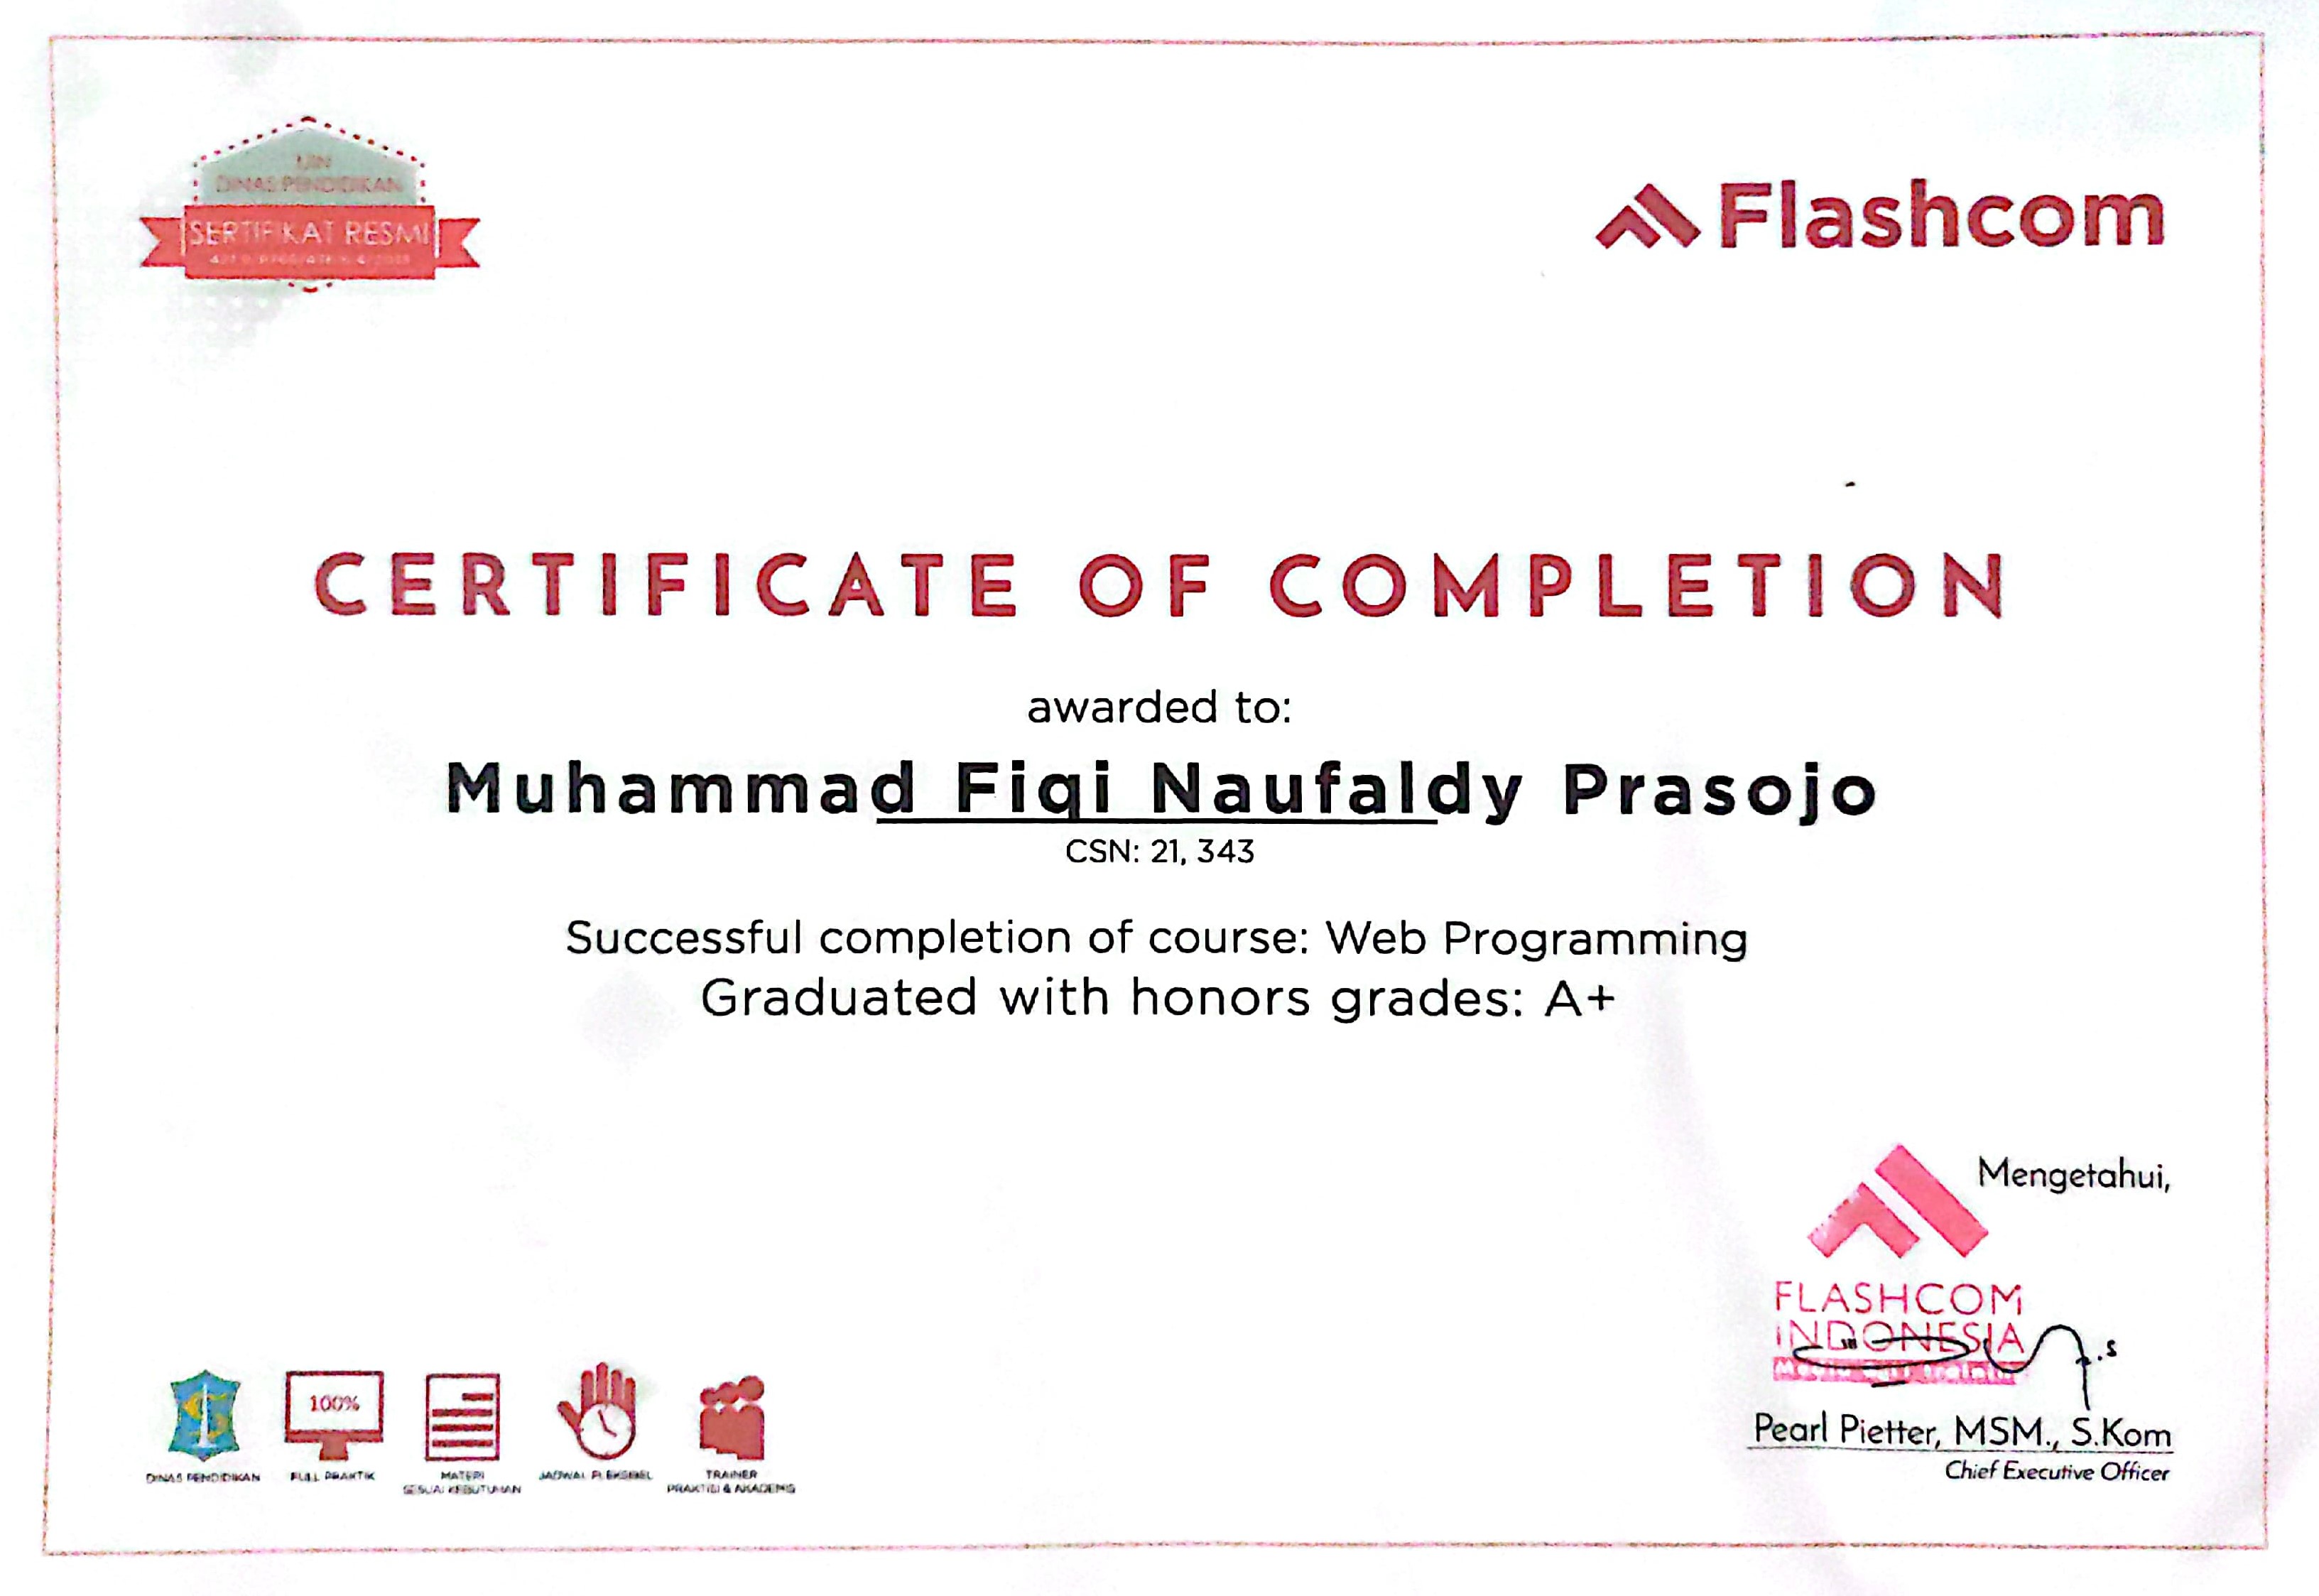 IJIN
DINAS PENDIDIKAN
SERTIFIKAT RESMI
Flashcom
CERTIFICATE OF COMPLETION
awarded to:
Muhammad Fiqi Naufaldy Prasojo
CSN: 21, 343
Successful completion of course: Web Programming
Graduated with honors grades: A+
Mengetahui,
FLASHCOM
INDONESIA
Pearl Pietter, MSM., S.Kom
Chief Executive Officer
100%
DINAS PENDIDIKAN
FULL PRAKTIK
MATERI
SESUAI KEBUTUHAN
JADWAL FLEKSIBEL
TRAINER
PRAKTISI & AKADEMIS